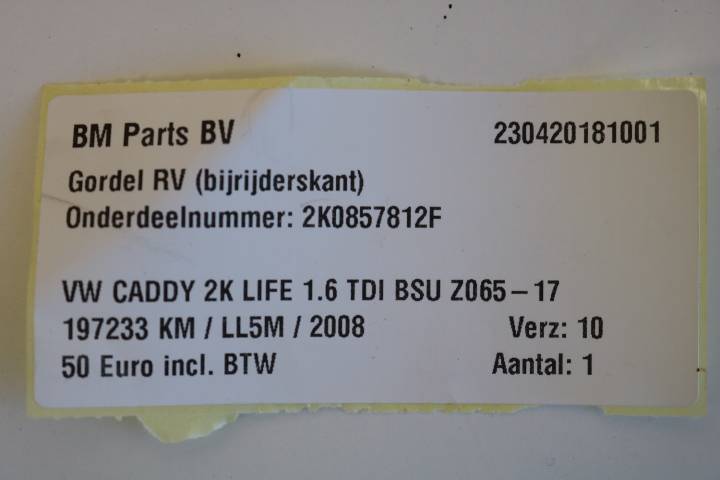 BM Parts BV 230420181001
Gordel RV (bijrijderskant)
Onderdeelnummer: 2K0857812F
VW CADDY 2K LIFE 1.6 TDI BSU Z065-17
197233 KM / LL5M / 2008 Verz: 10
50 Euro incl. BTW Aantal: 1